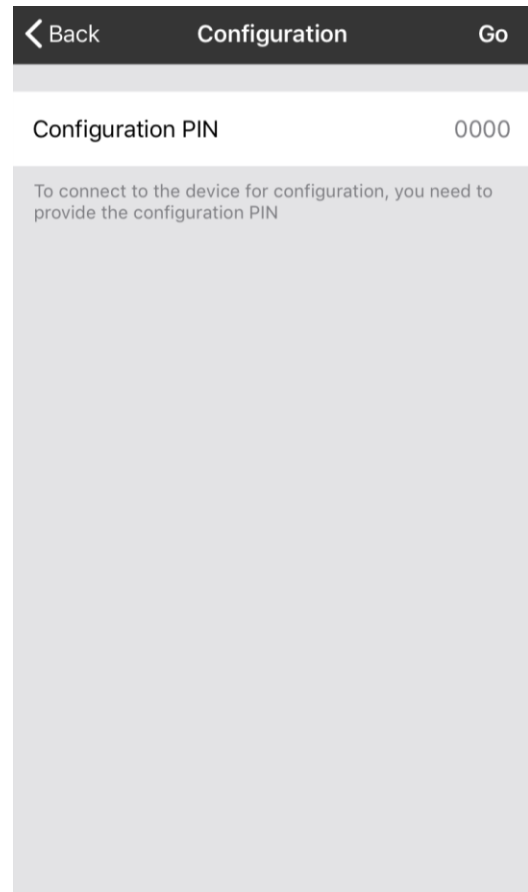 Back Configuration Go
Configuration PIN 0000
To connect to the device for configuration, you need to
provide the configuration PIN